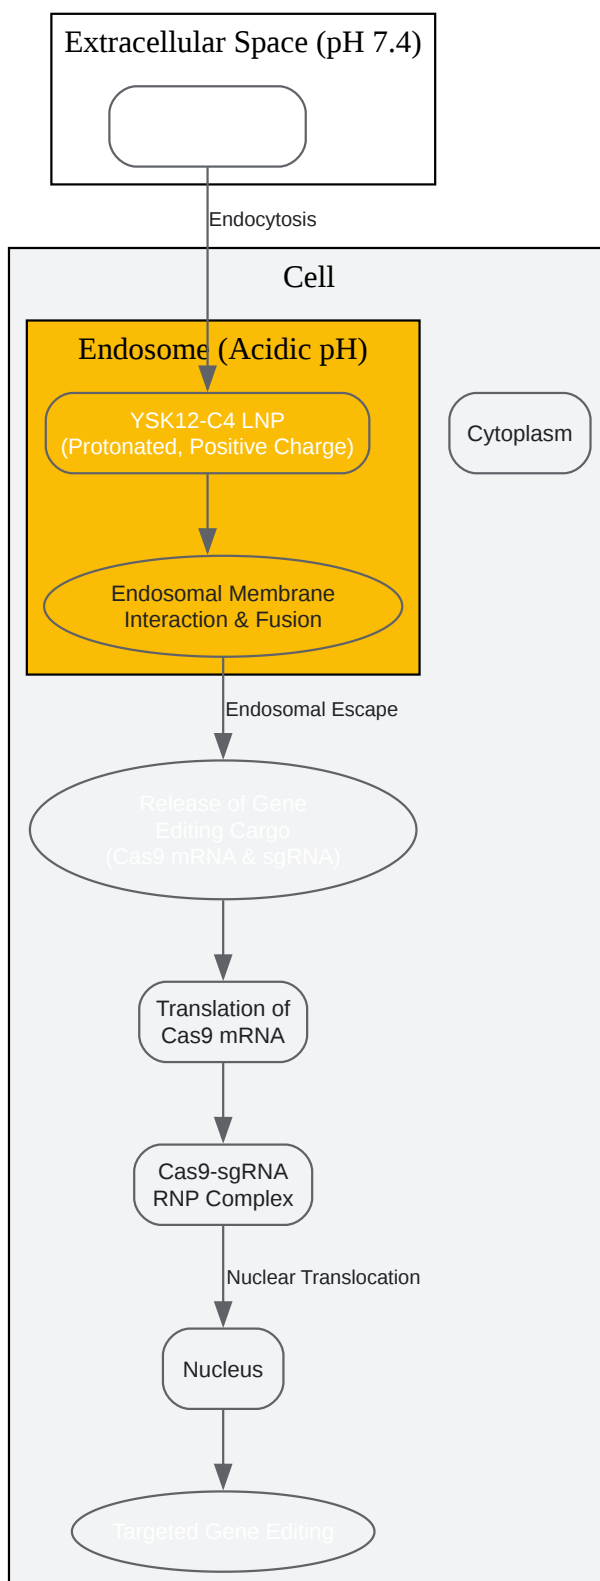 Extracellular Space (pH 7.4)
Endocytosis
Cell
Endosome (Acidic pH)
YSK12-C4 LNP
(Protonated, Positive Charge)
Cytoplasm
Endosomal Membrane
Interaction & Fusion
Endosomal Escape
Release of Gene
Editing Cargo
(Cas9 mRNA & sgRNA)
Translation of
Cas9 mRNA
Cas9-sgRNA
RNP Complex
Nuclear Translocation
Nucleus
Targeted Gene Editing